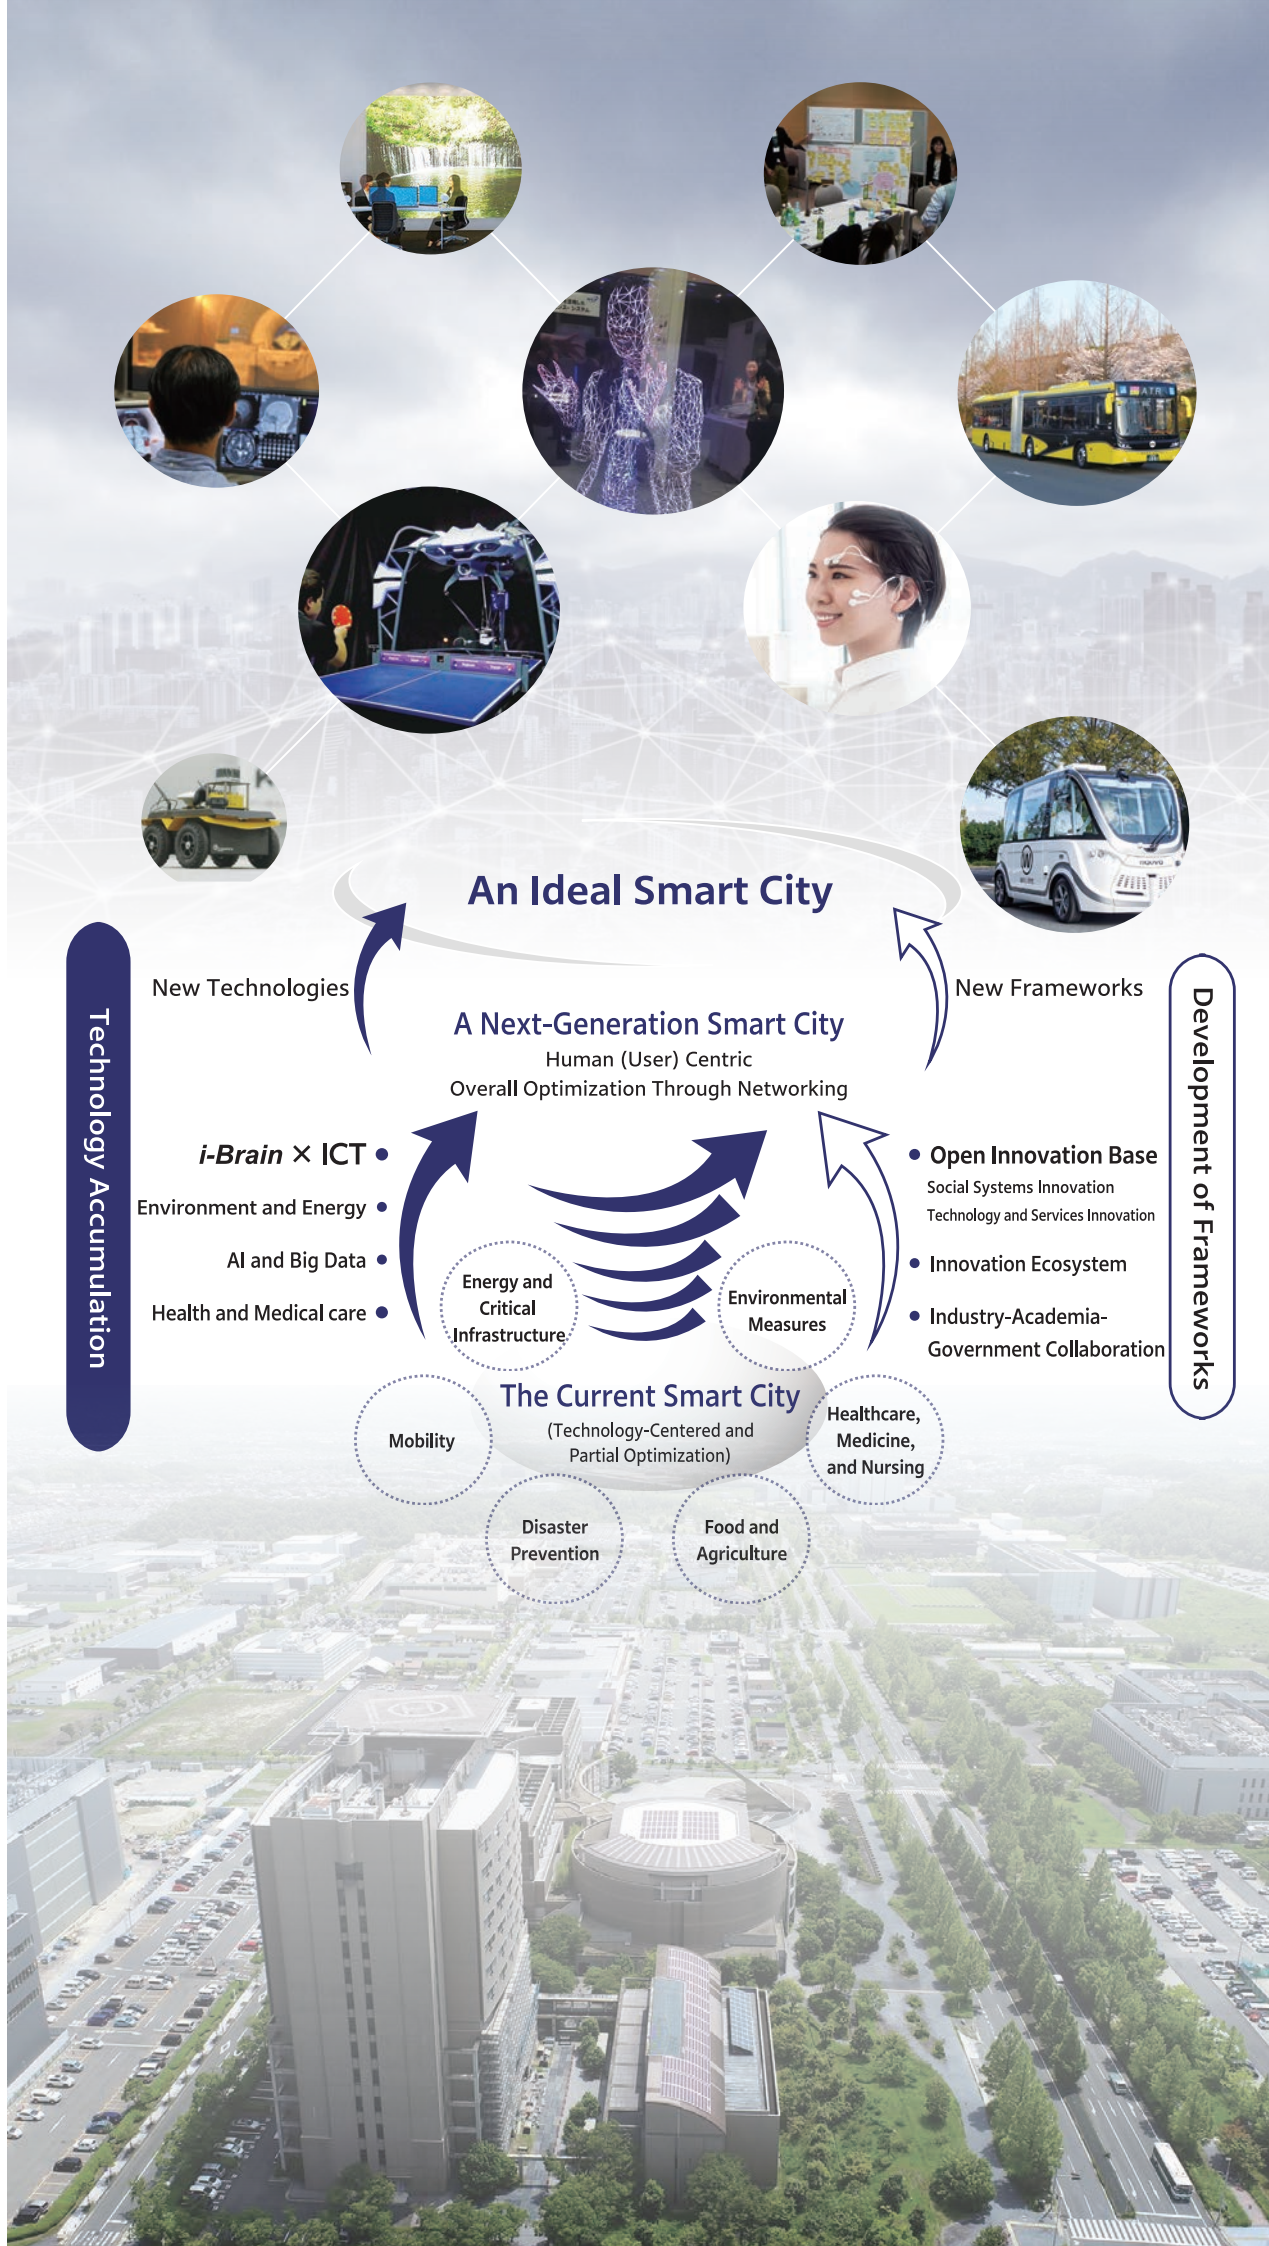 ATR
An Ideal Smart City
New Technologies
New Frameworks
A Next-Generation Smart City
Human (User) Centric
Overall Optimization Through Networking
Technology Accumulation
i-Brain × ICT
Environment and Energy
AI and Big Data
Health and Medical care
Open Innovation Base
Social Systems Innovation
Technology and Services Innovation
Innovation Ecosystem
Industry-Academia-
Government Collaboration
Development of Frameworks
Energy and
Critical
Infrastructure
Environmental
Measures
The Current Smart City
(Technology-Centered and
Partial Optimization)
Mobility
Healthcare,
Medicine,
and Nursing
Disaster
Prevention
Food and
Agriculture